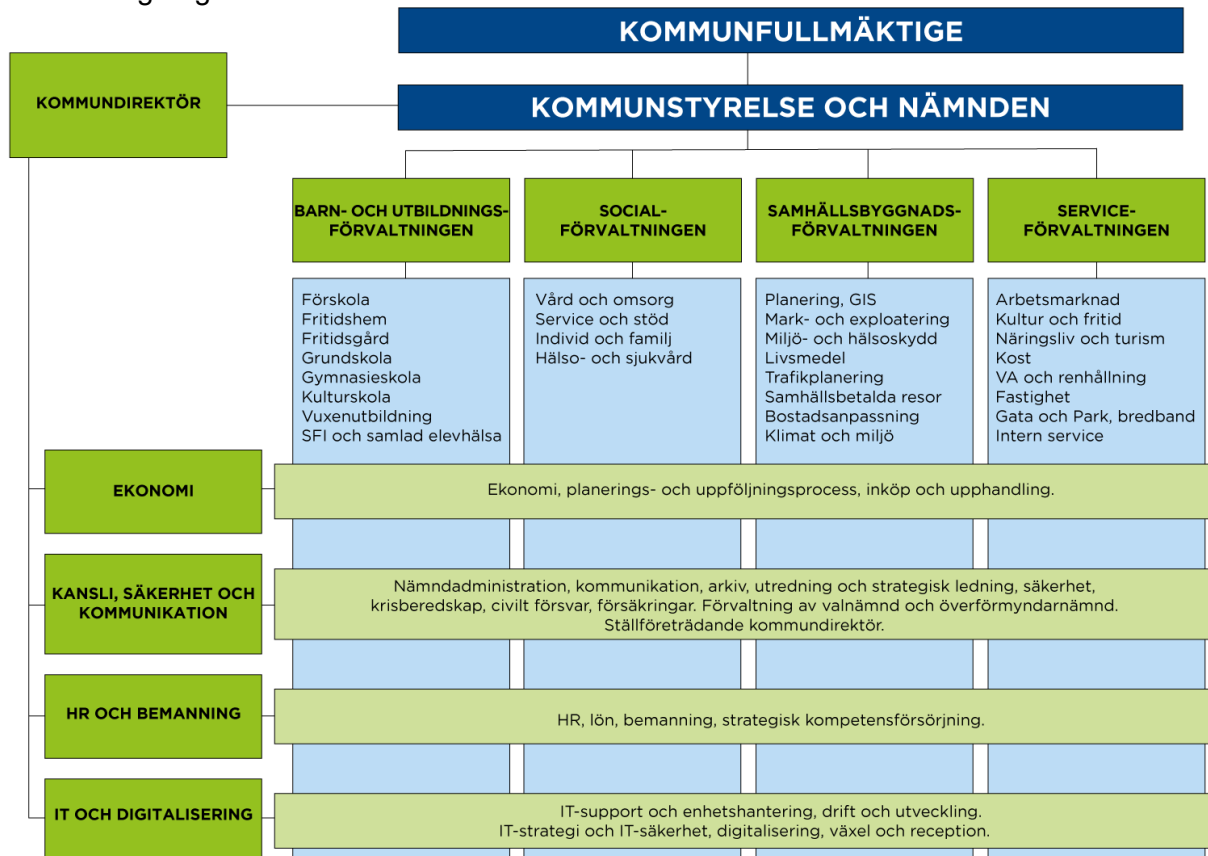 KOMMUNFULLMÄKTIGE
KOMMUNDIREKTÖR
KOMMUNSTYRELSE OCH NÄMNDEN
BARN- OCH UTBILDNINGS-
FÖRVALTNINGEN
SOCIAL-
FÖRVALTNINGEN
SAMHÄLLSBYGGNADS-
FÖRVALTNINGEN
SERVICE-
FÖRVALTNINGEN
Förskola
Fritidshem
Fritidsgård
Grundskola
Gymnasieskola
Kulturskola
Vuxenutbildning
SFI och samlad elevhälsa
Vård och omsorg
Service och stöd
Individ och familj
Hälso- och sjukvård
Planering, GIS
Mark- och exploatering
Miljö- och hälsoskydd
Livsmedel
Trafikplanering
Samhällsbetalda resor
Bostadsanpassning
Klimat och miljö
Arbetsmarknad
Kultur och fritid
Näringsliv och turism
Kost
VA och renhållning
Fastighet
Gata och Park, bredband
Intern service
EKONOMI
Ekonomi, planerings- och uppföljningsprocess, inköp och upphandling.
KANSLI, SÄKERHET OCH
KOMMUNIKATION
Nämndadministration, kommunikation, arkiv, utredning och strategisk ledning, säkerhet,
krisberedskap, civilt försvar, försäkringar. Förvaltning av valnämnd och överförmyndarnämnd.
Ställföreträdande kommundirektör.
HR OCH BEMANNING
HR, lön, bemanning, strategisk kompetensförsörjning.
IT OCH DIGITALISERING
IT-support och enhetshantering, drift och utveckling.
IT-strategi och IT-säkerhet, digitalisering, växel och reception.